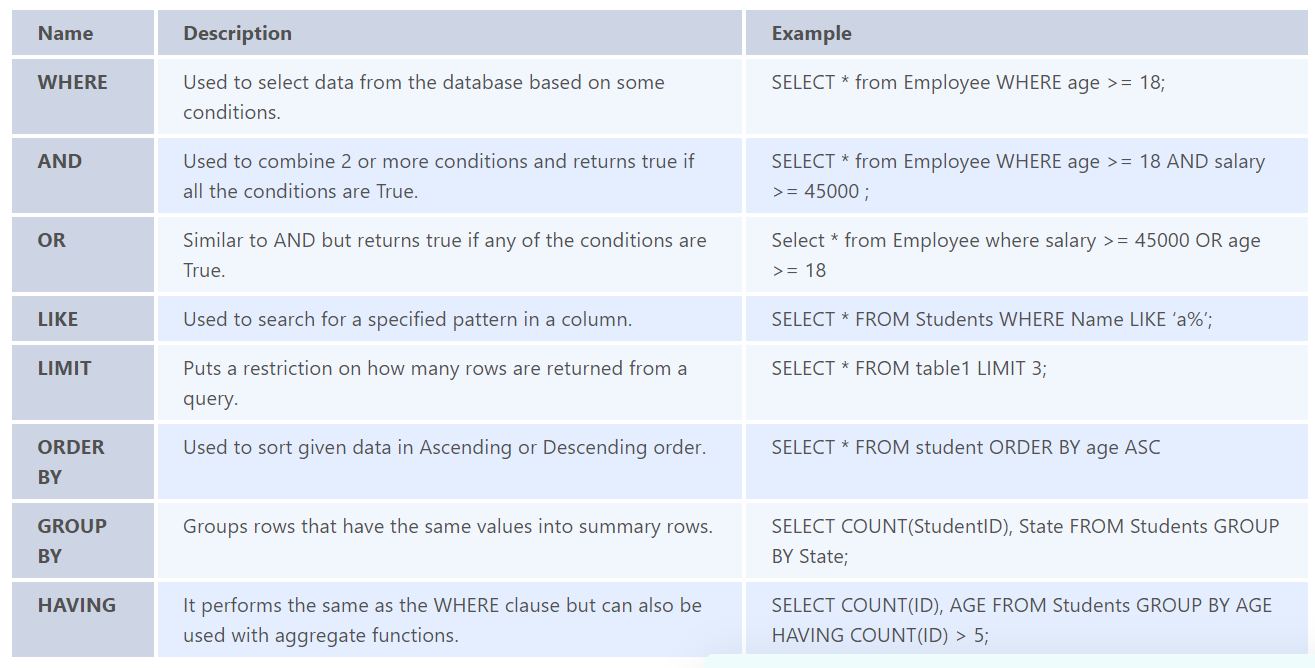 Name Description Example
WHERE Used to select data from the database based on some SELECT * from Employee WHERE age >= 18;
conditions.
AND Used to combine 2 or more conditions and returns true if SELECT * from Employee WHERE age >= 18 AND salary
all the conditions are True. >= 45000 ;
OR Similar to AND but returns true if any of the conditions are Select * from Employee where salary >= 45000 OR age
True. >= 18
LIKE Used to search for a specified pattern in a column. SELECT * FROM Students WHERE Name LIKE ‘a%’;
LIMIT Puts a restriction on how many rows are returned from a SELECT * FROM table1 LIMIT 3;
query.
ORDER Used to sort given data in Ascending or Descending order. SELECT * FROM student ORDER BY age ASC
BY
GROUP Groups rows that have the same values into summary rows. SELECT COUNT(StudentID), State FROM Students GROUP
BY BY State;
HAVING It performs the same as the WHERE clause but can also be SELECT COUNT(ID), AGE FROM Students GROUP BY AGE
used with aggregate functions. HAVING COUNT(ID) > 5;